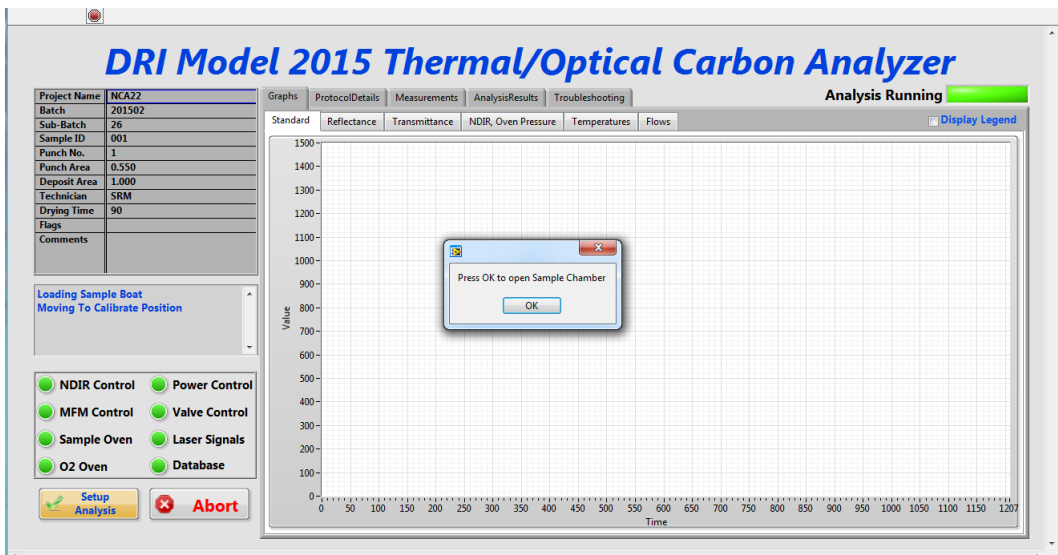 DRI Model 2015 Thermal/Optical Carbon Analyzer
Project Name NCA22
Batch 201502
Sub-Batch 26
Sample ID 001
Punch No. 1
Punch Area 0.550
Deposit Area 1.000
Technician SRM
Drying Time 90
Flags
Comments
Loading Sample Boat
Moving To Calibrate Position
NDIR Control Power Control
MFM Control Valve Control
Sample Oven Laser Signals
O2 Oven Database
Setup
Analysis
Abort
Graphs ProtocolDetails Measurements AnalysisResults Troubleshooting
Analysis Running
Standard Reflectance Transmittance NDIR, Oven Pressure Temperatures Flows
Display Legend
1500
1400
1300
1200
1100
1000
900
800
700
600
500
400
300
200
100
0
Value
Press OK to open Sample Chamber
OK
0 50 100 150 200 250 300 350 400 450 500 550 600 650 700 750 800 850 900 950 1000 1050 1100 1150 1207
Time